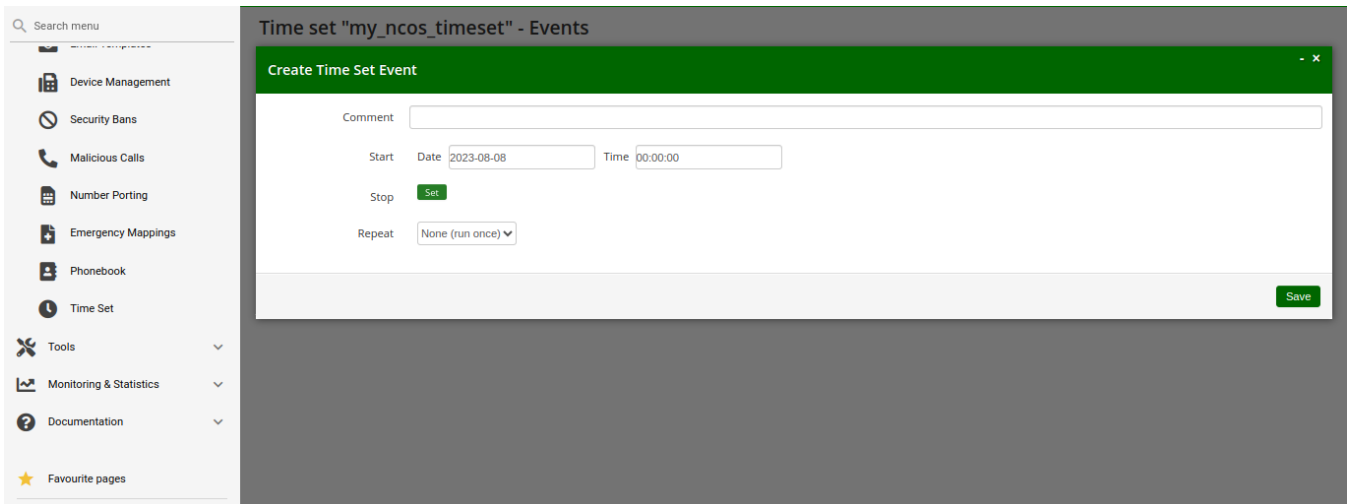 Search menu
Email Templates
Device Management
Security Bans
Malicious Calls
Number Porting
Emergency Mappings
Phonebook
Time Set
Tools
Monitoring & Statistics
Documentation
Favourite pages
Time set "my_ncos_timeset" - Events
Create Time Set Event
Comment
Start Date 2023-08-08 Time 00:00:00
Stop Set
Repeat None (run once)
Save